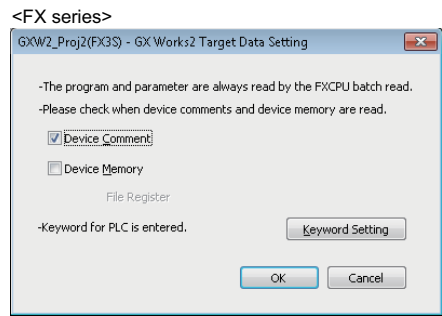 <FX series>
GXW2_Proj2(FX3S) - GX Works2 Target Data Setting
-The program and parameter are always read by the FXCPU batch read.
-Please check when device comments and device memory are read.
Device Comment
Device Memory
File Register
-Keyword for PLC is entered.
Keyword Setting
OK
Cancel